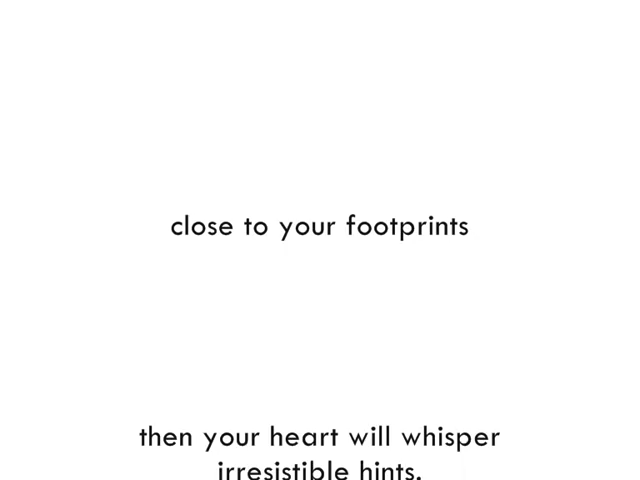 close to your footprints
then your heart will whisper
irresistible hints.